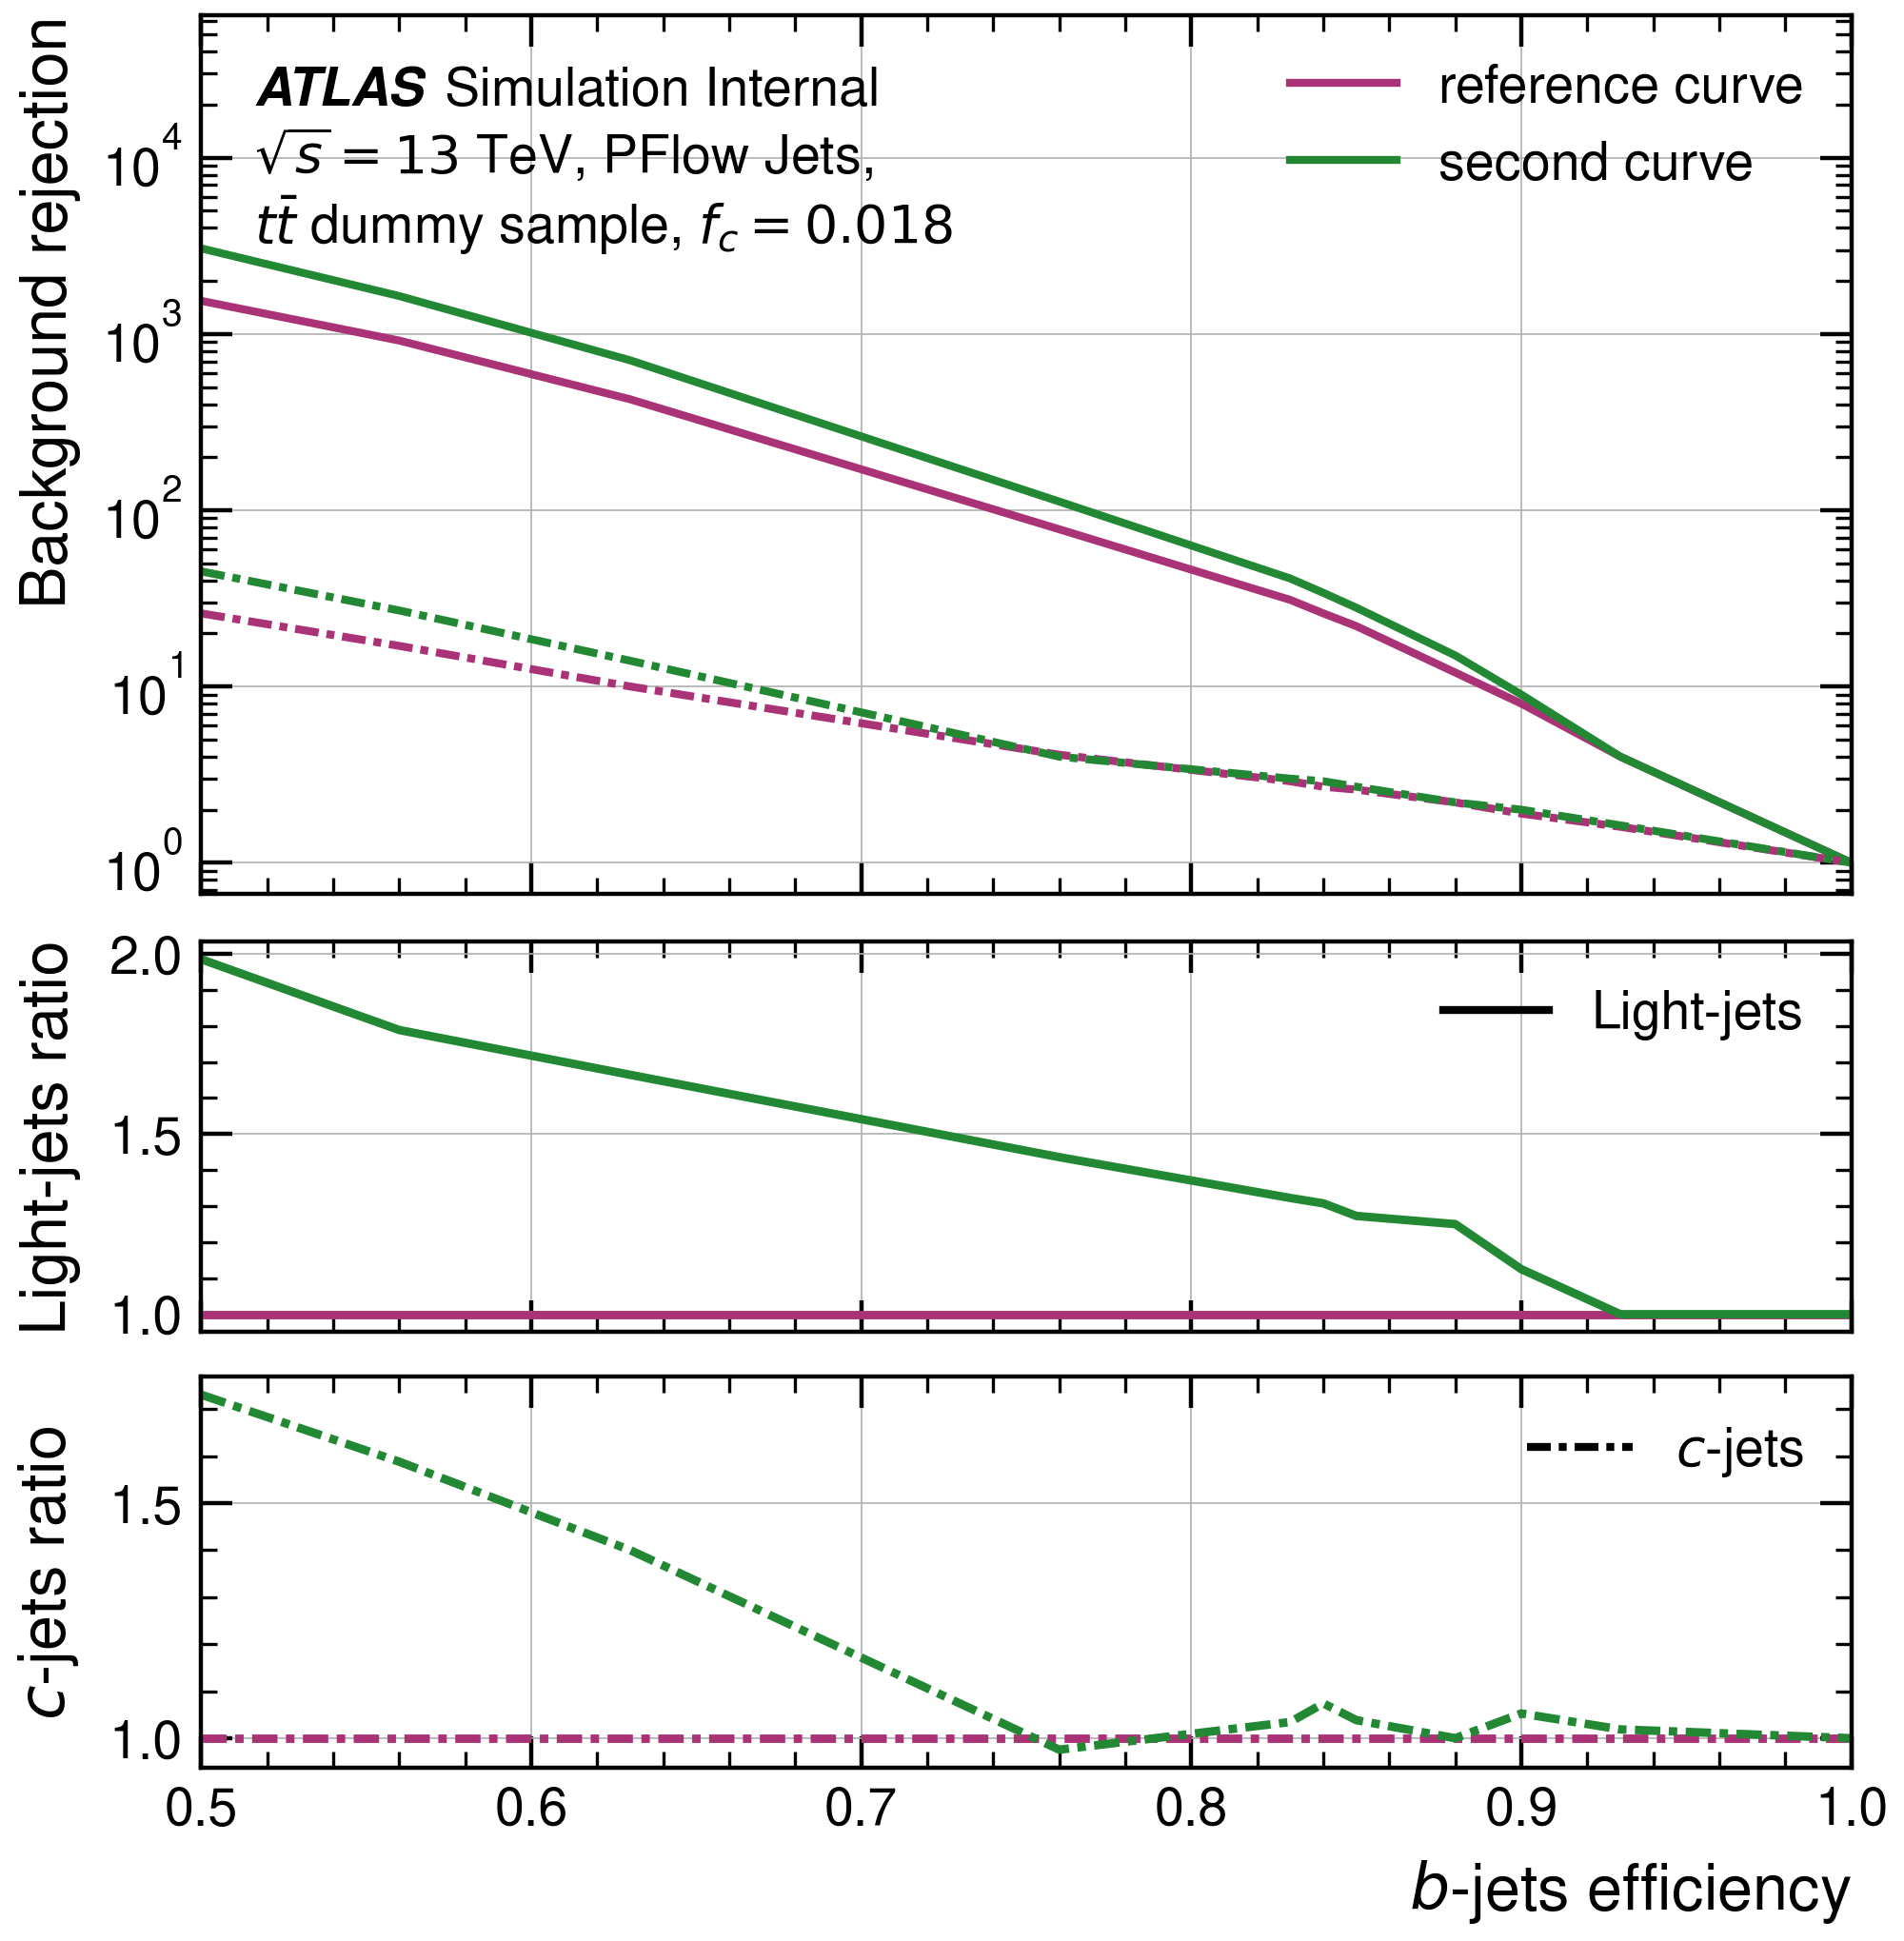 ATLAS Simulation Internal
√s = 13 TeV, PFlow Jets,
tt̄ dummy sample, f_c = 0.018
reference curve
second curve
Background rejection
10^4
10^3
10^2
10^1
10^0
Light-jets ratio
2.0
1.5
1.0
Light-jets
c-jets ratio
1.5
1.0
c-jets
0.5 0.6 0.7 0.8 0.9 1.0
b-jets efficiency